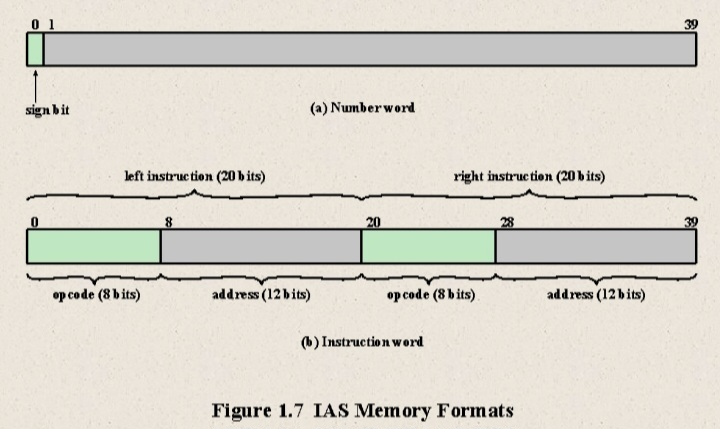 0 1 39
sign bit
(a) Number word
left instruction (20 bits) right instruction (20 bits)
0 8 20 28 39
opcode (8 bits) address (12 bits) opcode (8 bits) address (12 bits)
(b) Instruction word
Figure 1.7 IAS Memory Formats